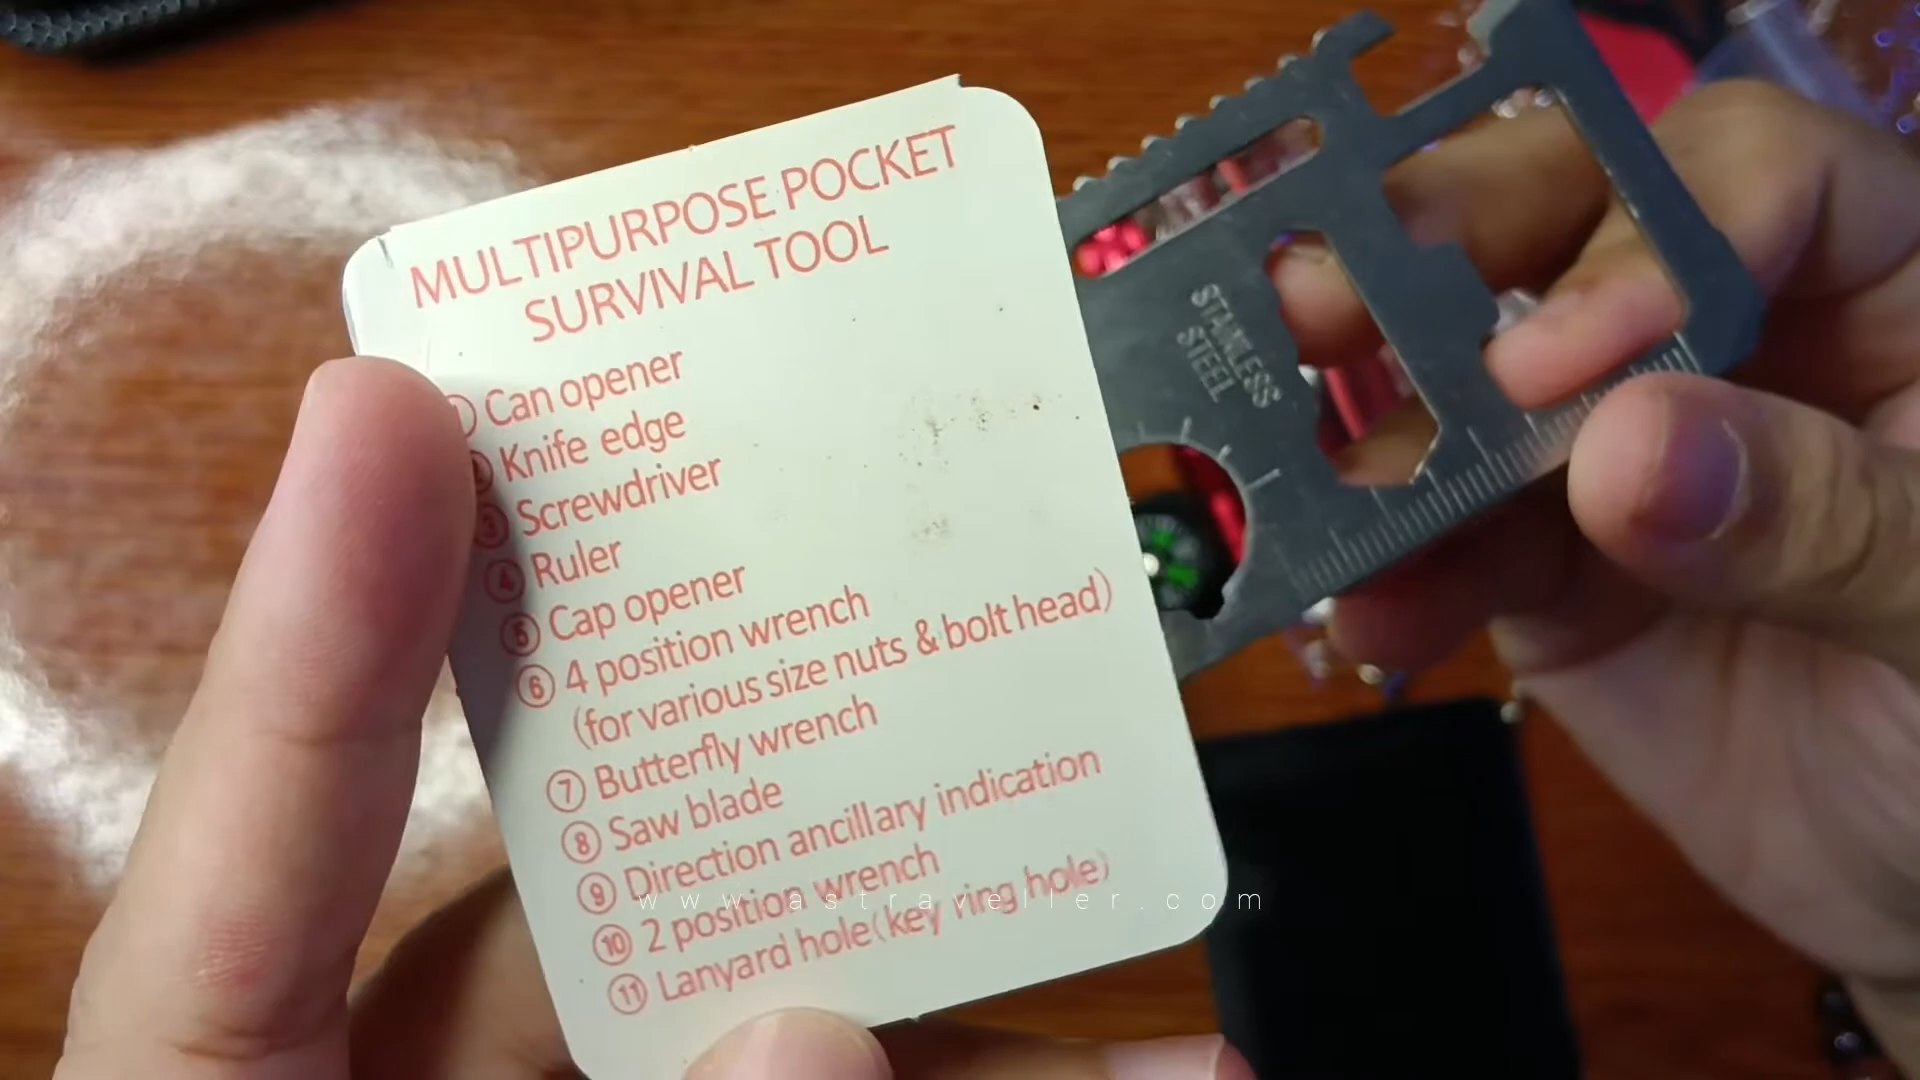 MULTIPURPOSE POCKET
SURVIVAL TOOL
① Can opener
② Knife edge
③ Screwdriver
④ Ruler
⑤ Cap opener
⑥ 4 position wrench
(for various size nuts & bolt head)
⑦ Butterfly wrench
⑧ Saw blade
⑨ Direction ancillary indication
⑩ 2 position wrench
⑪ Lanyard hole(key ring hole)
STAINLESS
STEEL
www.astraveller.com